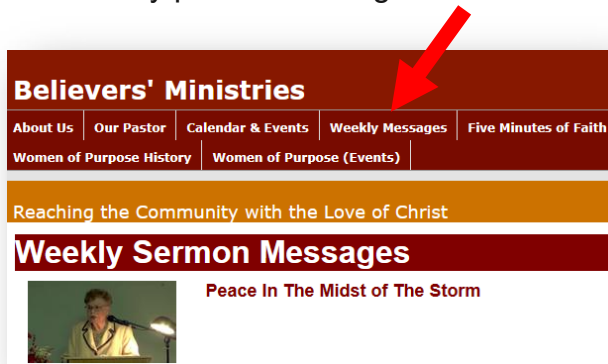 Believers' Ministries
About Us Our Pastor Calendar & Events Weekly Messages Five Minutes of Faith
Women of Purpose History Women of Purpose (Events)
Reaching the Community with the Love of Christ
Weekly Sermon Messages
Peace In The Midst of The Storm